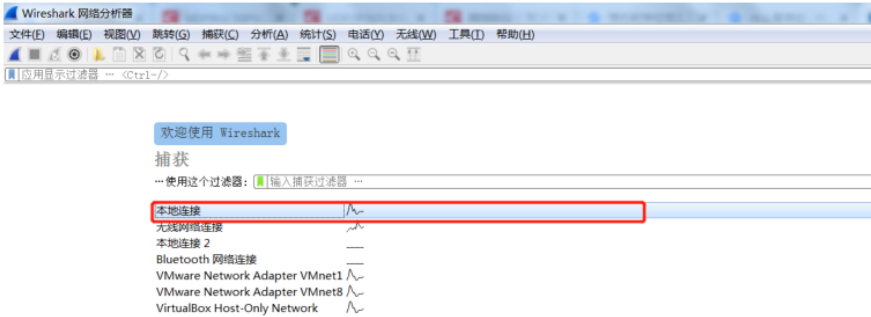 Wireshark 网络分析器
文件(F) 编辑(E) 视图(V) 跳转(G) 捕获(C) 分析(A) 统计(S) 电话(Y) 无线(W) 工具(T) 帮助(H)
应用显示过滤器 … <Ctrl-/>
欢迎使用 Wireshark
捕获
…使用这个过滤器: 输入捕获过滤器 …
本地连接
无线网络连接
本地连接 2
Bluetooth 网络连接
VMware Network Adapter VMnet1
VMware Network Adapter VMnet8
VirtualBox Host-Only Network